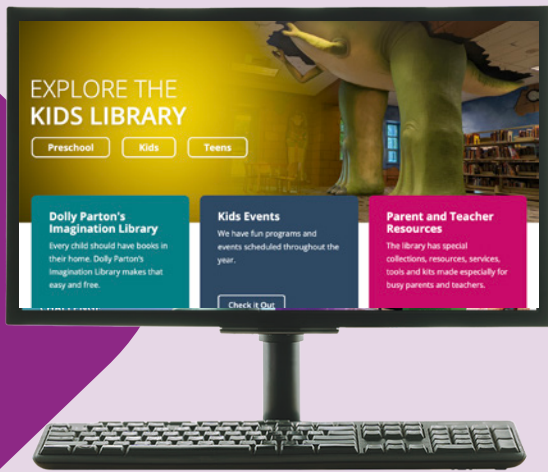 EXPLORE THE
KIDS LIBRARY
Preschool
Kids
Teens
Dolly Parton's
Imagination Library
Every child should have books in
their home. Dolly Parton's
Imagination Library makes that
easy and free.
Kids Events
We have fun programs and
events scheduled throughout the
year.
Check it Out
Parent and Teacher
Resources
The library has special
collections, resources, services,
tools and kits made especially for
busy parents and teachers.